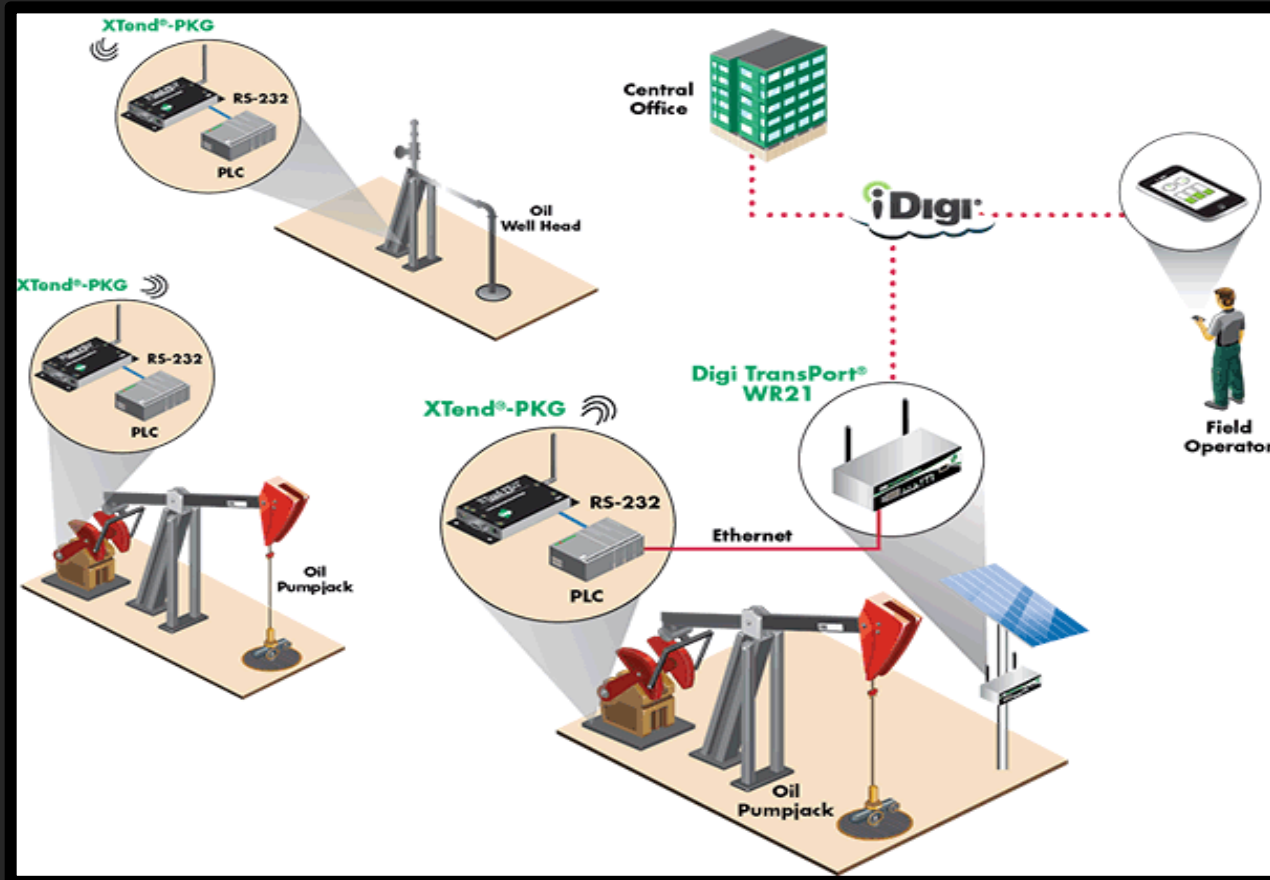 XTend®-PKG
RS-232
PLC
Oil
Well Head
Central
Office
iDigi
Field
Operator
XTend®-PKG
RS-232
PLC
Oil
Pumpjack
Digi TransPort®
WR21
XTend®-PKG
RS-232
PLC
Ethernet
Oil
Pumpjack